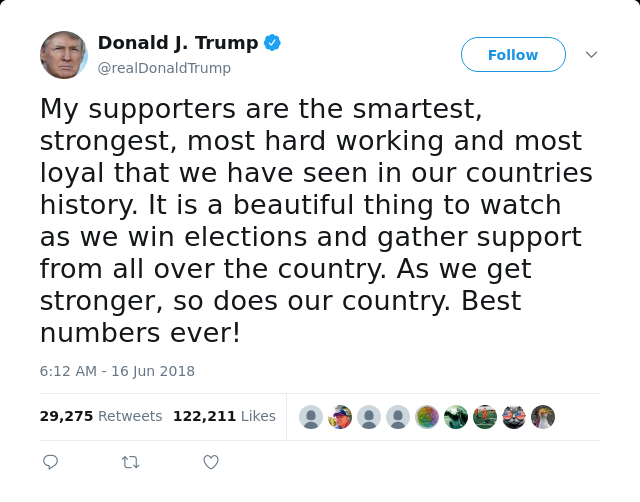 Donald J. Trump
@realDonaldTrump
Follow
My supporters are the smartest,
strongest, most hard working and most
loyal that we have seen in our countries
history. It is a beautiful thing to watch
as we win elections and gather support
from all over the country. As we get
stronger, so does our country. Best
numbers ever!
6:12 AM - 16 Jun 2018
29,275 Retweets 122,211 Likes